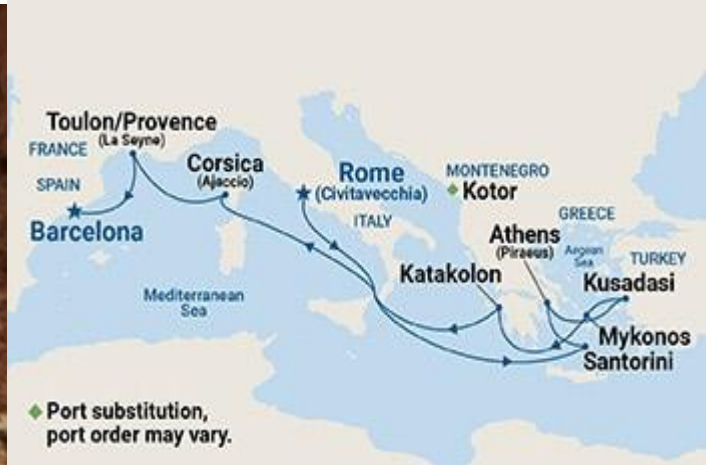 Toulon/Provence
(La Seyne)
FRANCE
Corsica
(Ajaccio)
SPAIN
Barcelona
Rome
(Civitavecchia)
ITALY
MONTENEGRO
Kotor
GREECE
Athens
(Piraeus)
Aegean
Sea
TURKEY
Katakolon
Kusadasi
Mediterranean
Sea
Mykonos
Santorini
Port substitution,
port order may vary.